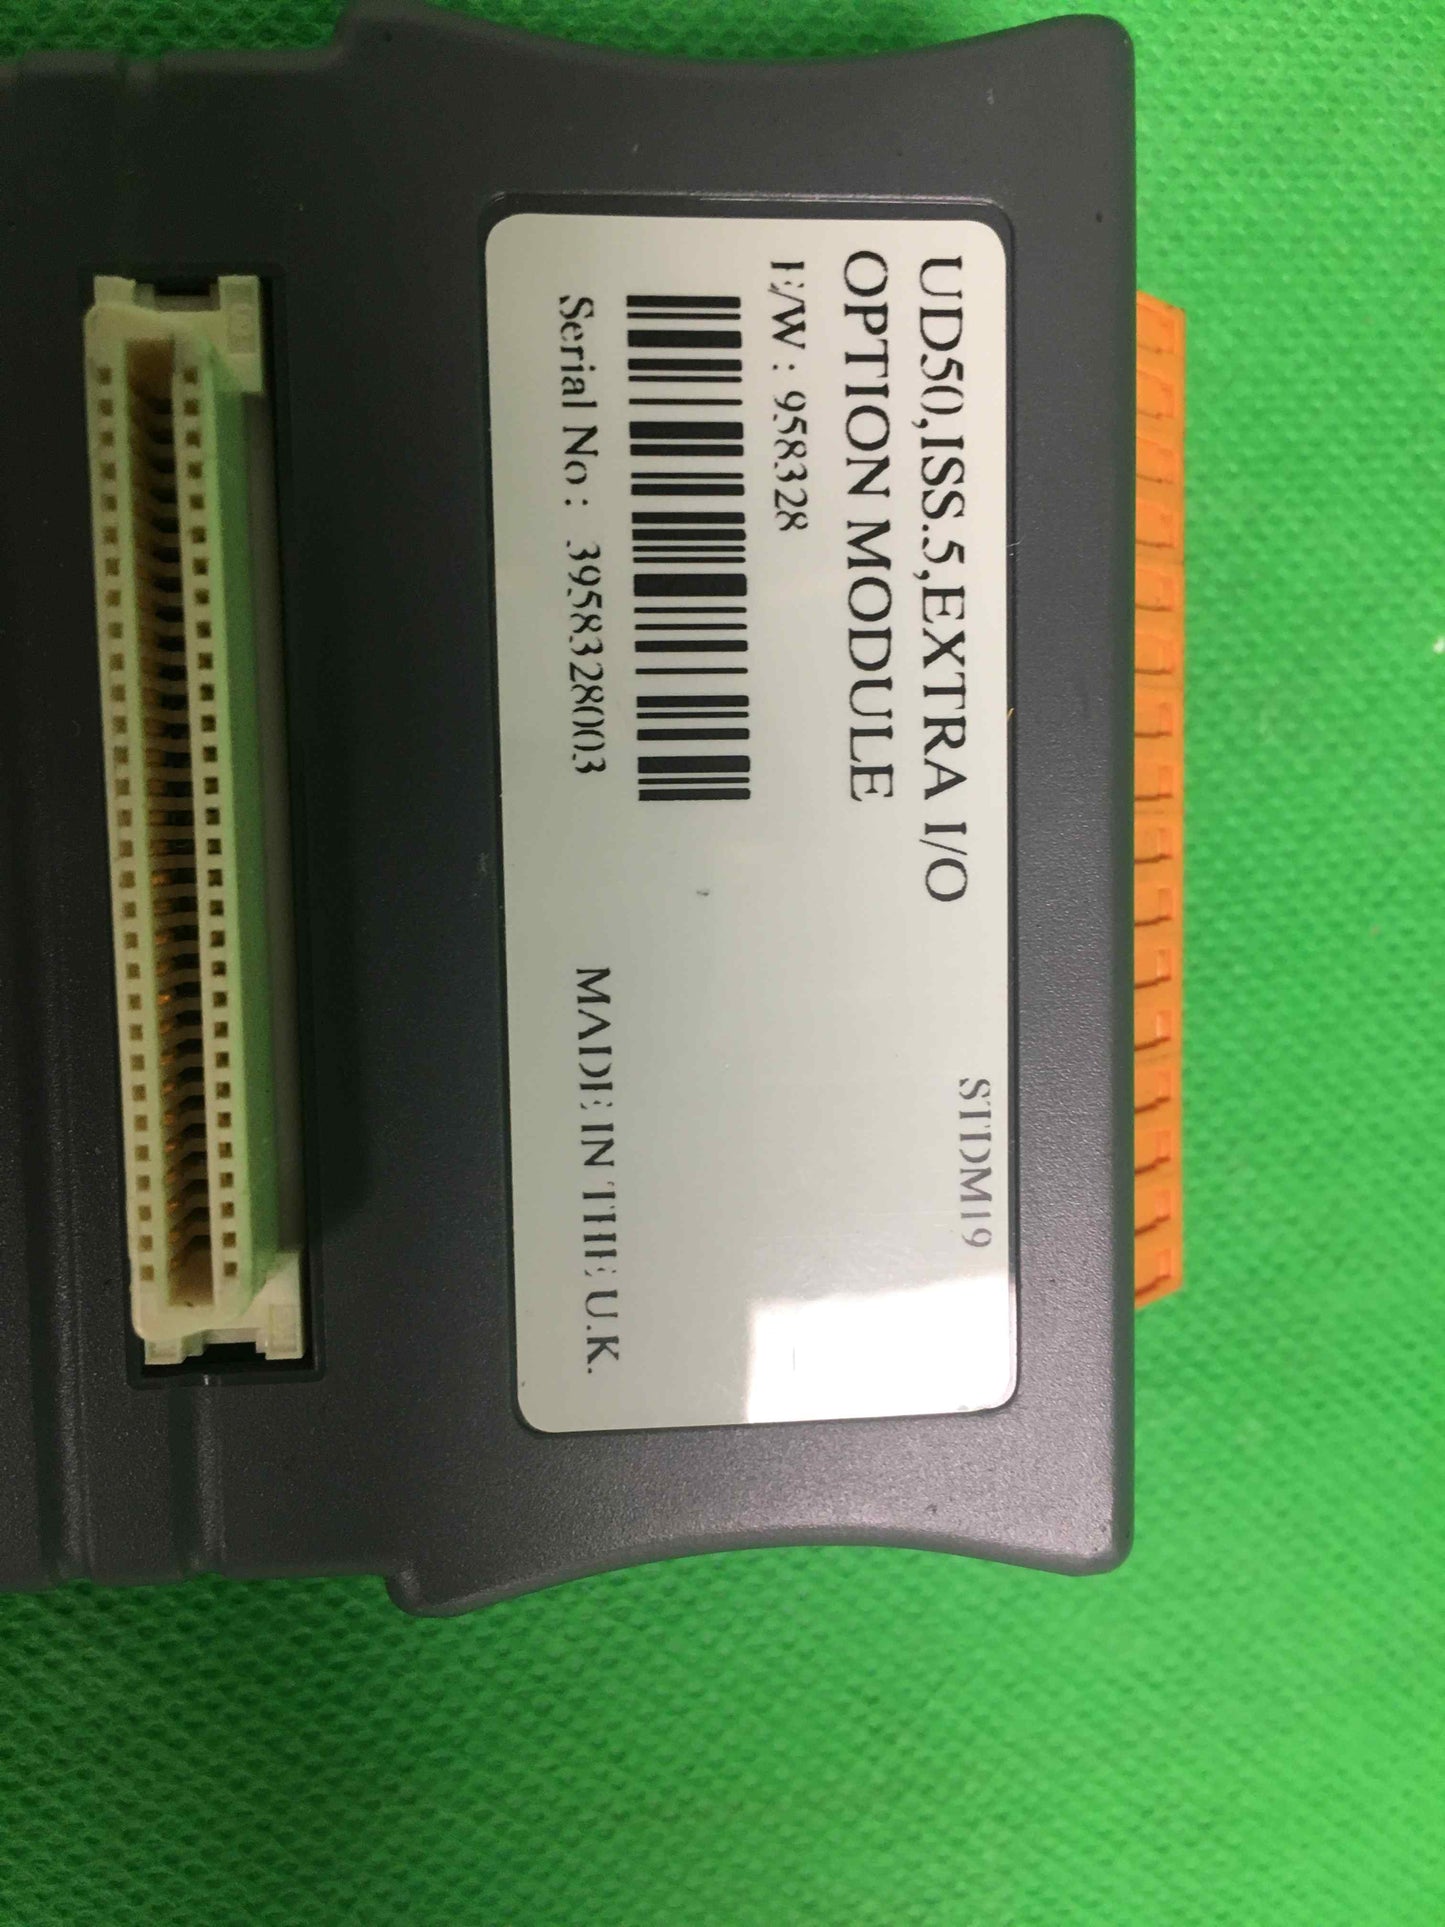 STDM19
UD50,ISS.5,EXTRA I/O
OPTION MODULE
E/W : 958328
Serial No : 3958328003
MADE IN THE U.K.